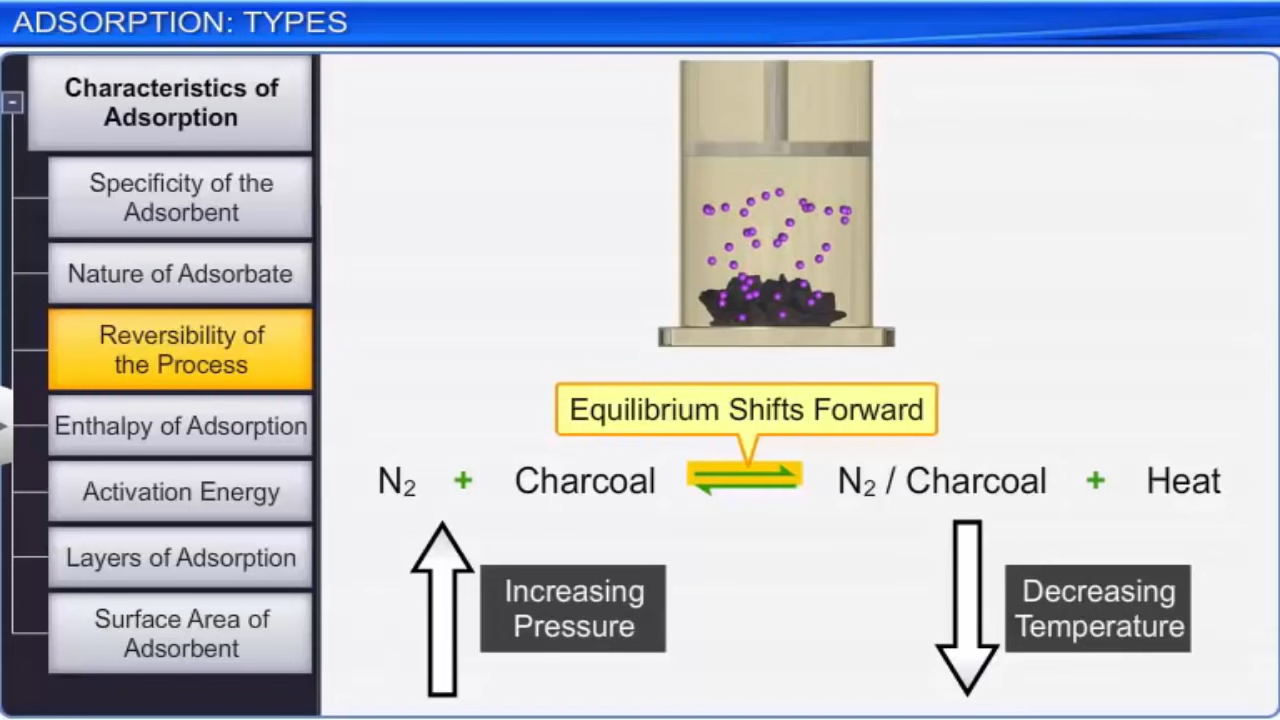 ADSORPTION: TYPES
Characteristics of
Adsorption
Specificity of the
Adsorbent
Nature of Adsorbate
Reversibility of
the Process
Enthalpy of Adsorption
Activation Energy
Layers of Adsorption
Surface Area of
Adsorbent
Equilibrium Shifts Forward
N₂ + Charcoal ⇌ N₂ / Charcoal + Heat
Increasing
Pressure
Decreasing
Temperature